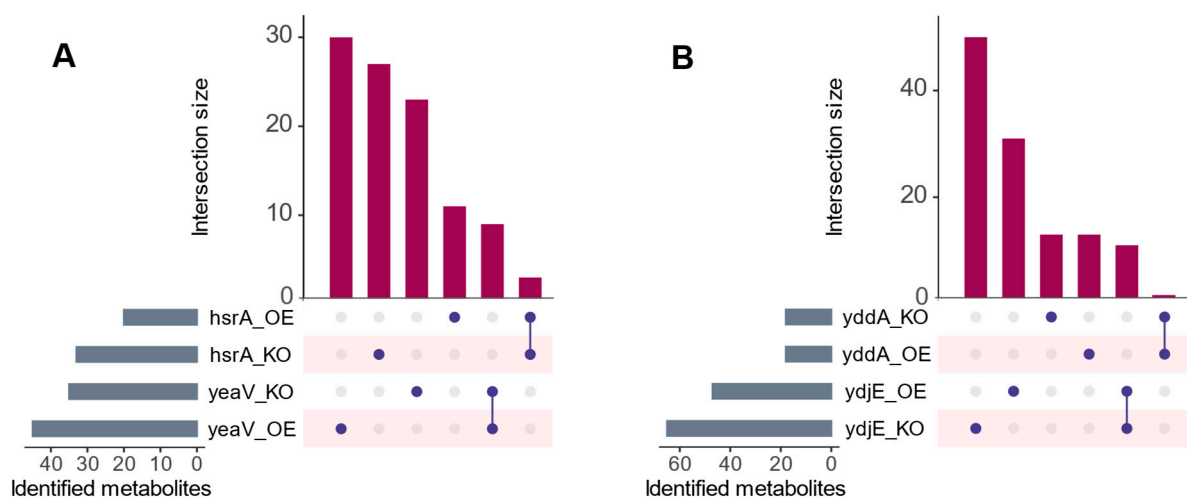 A
Intersection size
30
20
10
0
hsrA_OE
hsrA_KO
yeaV_KO
yeaV_OE
40 30 20 10 0
Identified metabolites
B
Intersection size
40
20
0
yddA_KO
yddA_OE
ydjE_OE
ydjE_KO
60 40 20 0
Identified metabolites